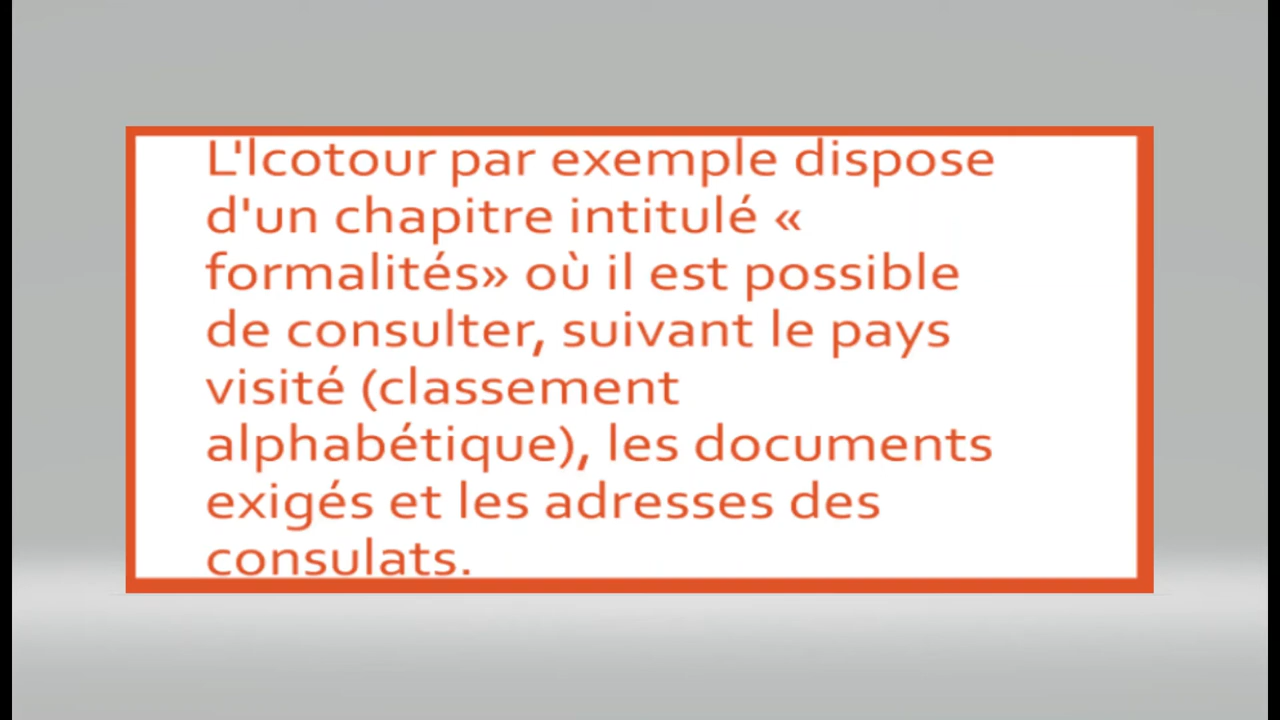 L'Icotour par exemple dispose
d'un chapitre intitulé «
formalités» où il est possible
de consulter, suivant le pays
visité (classement
alphabétique), les documents
exigés et les adresses des
consulats.